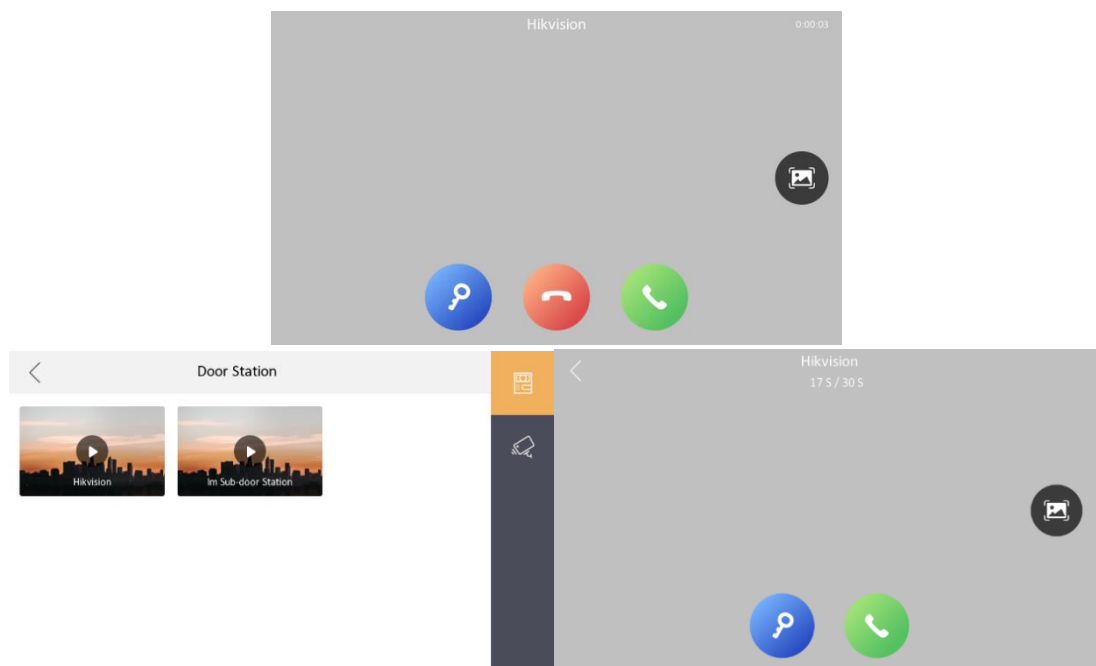 Hikvision
0:00:03
Door Station
Hikvision
Im Sub-door Station
Hikvision
17 S / 30 S